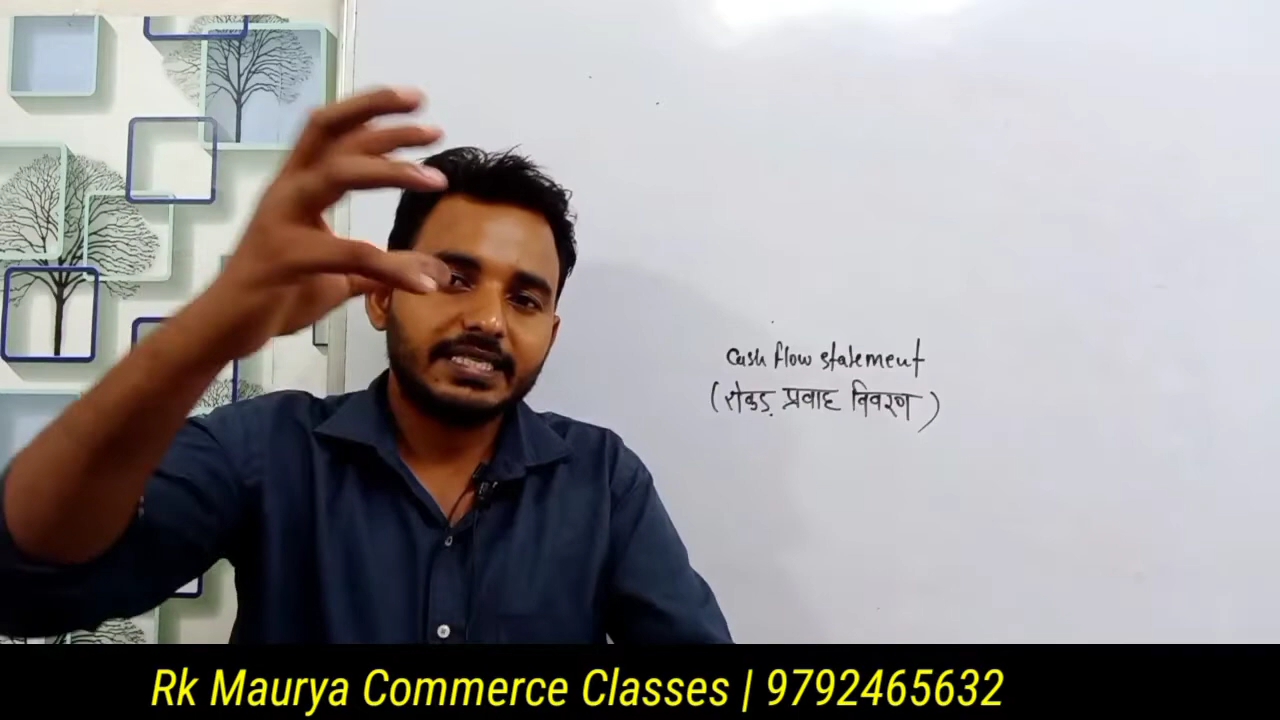 Cash flow statement
(रोकड़ प्रवाह विवरण)
Rk Maurya Commerce Classes | 9792465632